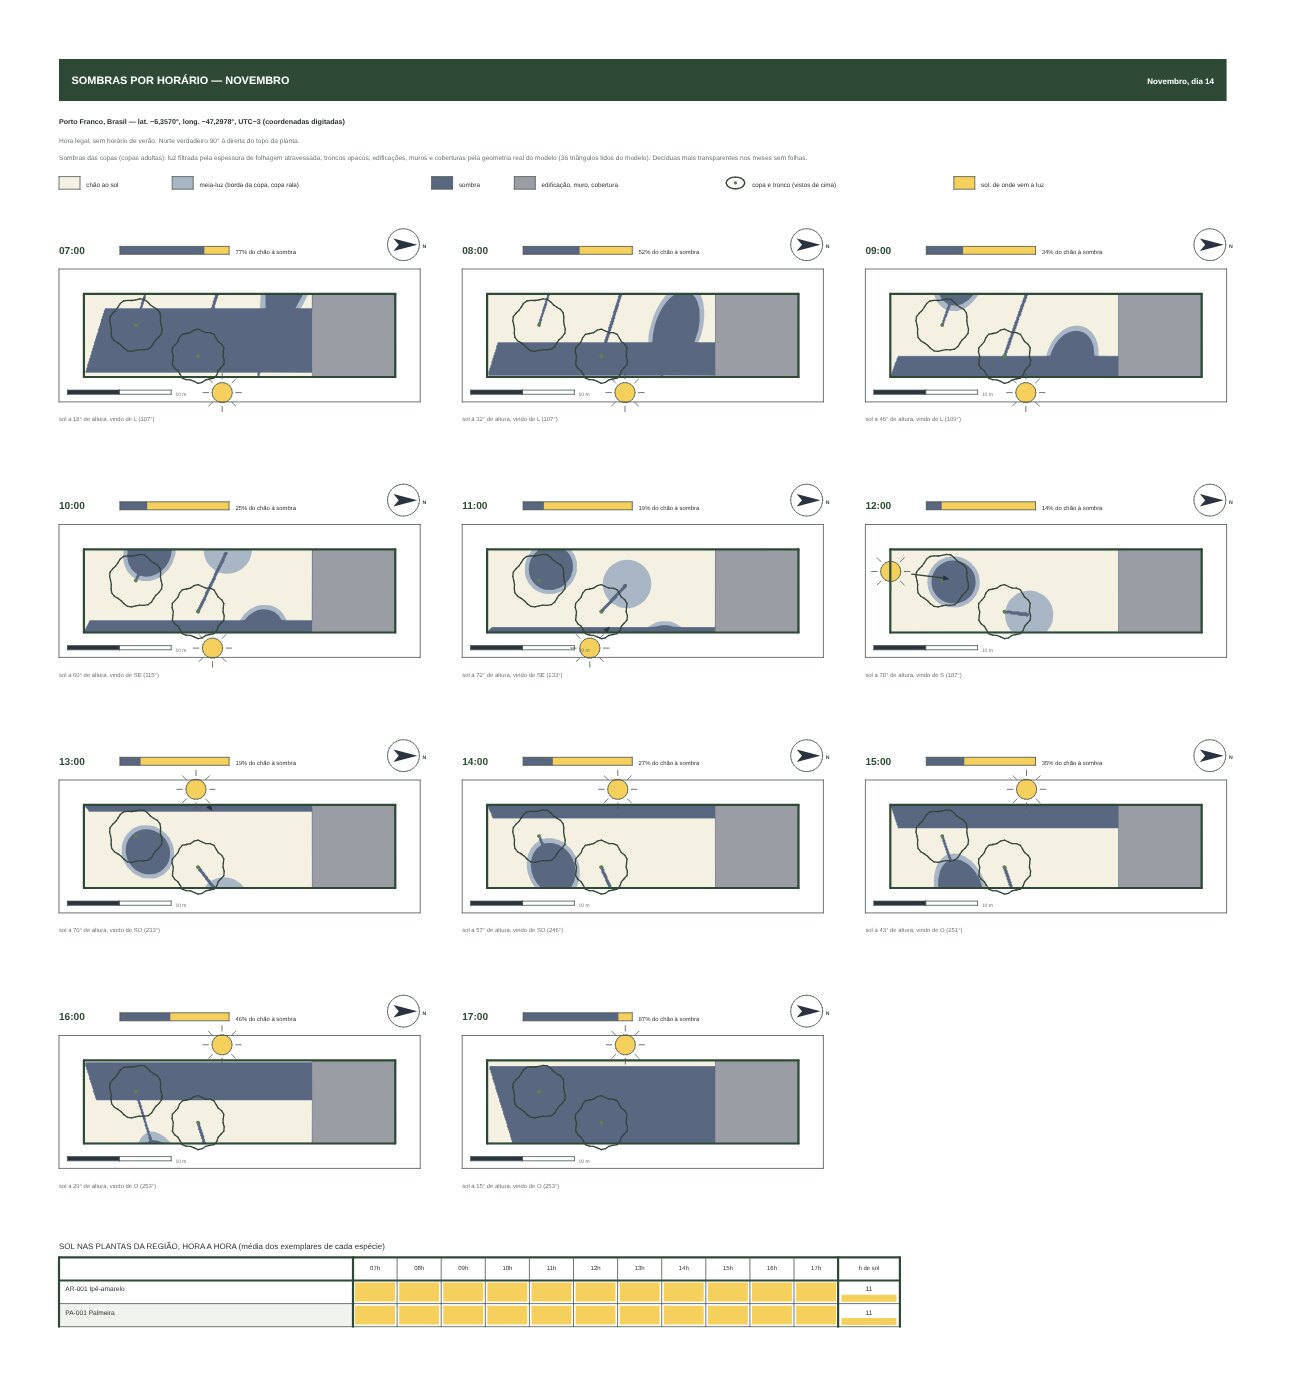 SOMBRAS POR HORÁRIO — NOVEMBRO
Novembro, dia 14
Porto Franco, Brasil — lat. −6,3570°, long. −47,2978°, UTC−3 (coordenadas digitadas)
Hora legal, sem horário de verão. Norte verdadeiro 90° à direita do topo da planta.
Sombras das copas (copas adultas): luz filtrada pela espessura de folhagem atravessada, troncos opacos; edificações, muros e coberturas pela geometria real do modelo (36 triângulos lidos do modelo). Decíduas mais transparentes nos meses sem folhas.
chão ao sol
meia-luz (borda da copa, copa rala)
sombra
edificação, muro, cobertura
copa e tronco (vistos de cima)
sol: de onde vem a luz
07:00
77% do chão à sombra
N
10 m
sol a 18° de altura, vindo de L (107°)
08:00
52% do chão à sombra
N
10 m
sol a 32° de altura, vindo de L (107°)
09:00
34% do chão à sombra
N
10 m
sol a 46° de altura, vindo de L (109°)
10:00
25% do chão à sombra
N
10 m
sol a 60° de altura, vindo de SE (115°)
11:00
19% do chão à sombra
N
10 m
sol a 72° de altura, vindo de SE (133°)
12:00
14% do chão à sombra
N
10 m
sol a 78° de altura, vindo de S (187°)
13:00
19% do chão à sombra
N
10 m
sol a 70° de altura, vindo de SO (233°)
14:00
27% do chão à sombra
N
10 m
sol a 57° de altura, vindo de SO (246°)
15:00
35% do chão à sombra
N
10 m
sol a 43° de altura, vindo de O (251°)
16:00
46% do chão à sombra
N
10 m
sol a 29° de altura, vindo de O (253°)
17:00
87% do chão à sombra
N
10 m
sol a 15° de altura, vindo de O (253°)
SOL NAS PLANTAS DA REGIÃO, HORA A HORA (média dos exemplares de cada espécie)
07h 08h 09h 10h 11h 12h 13h 14h 15h 16h 17h h de sol
AR-001 Ipê-amarelo 11
PA-001 Palmeira 11